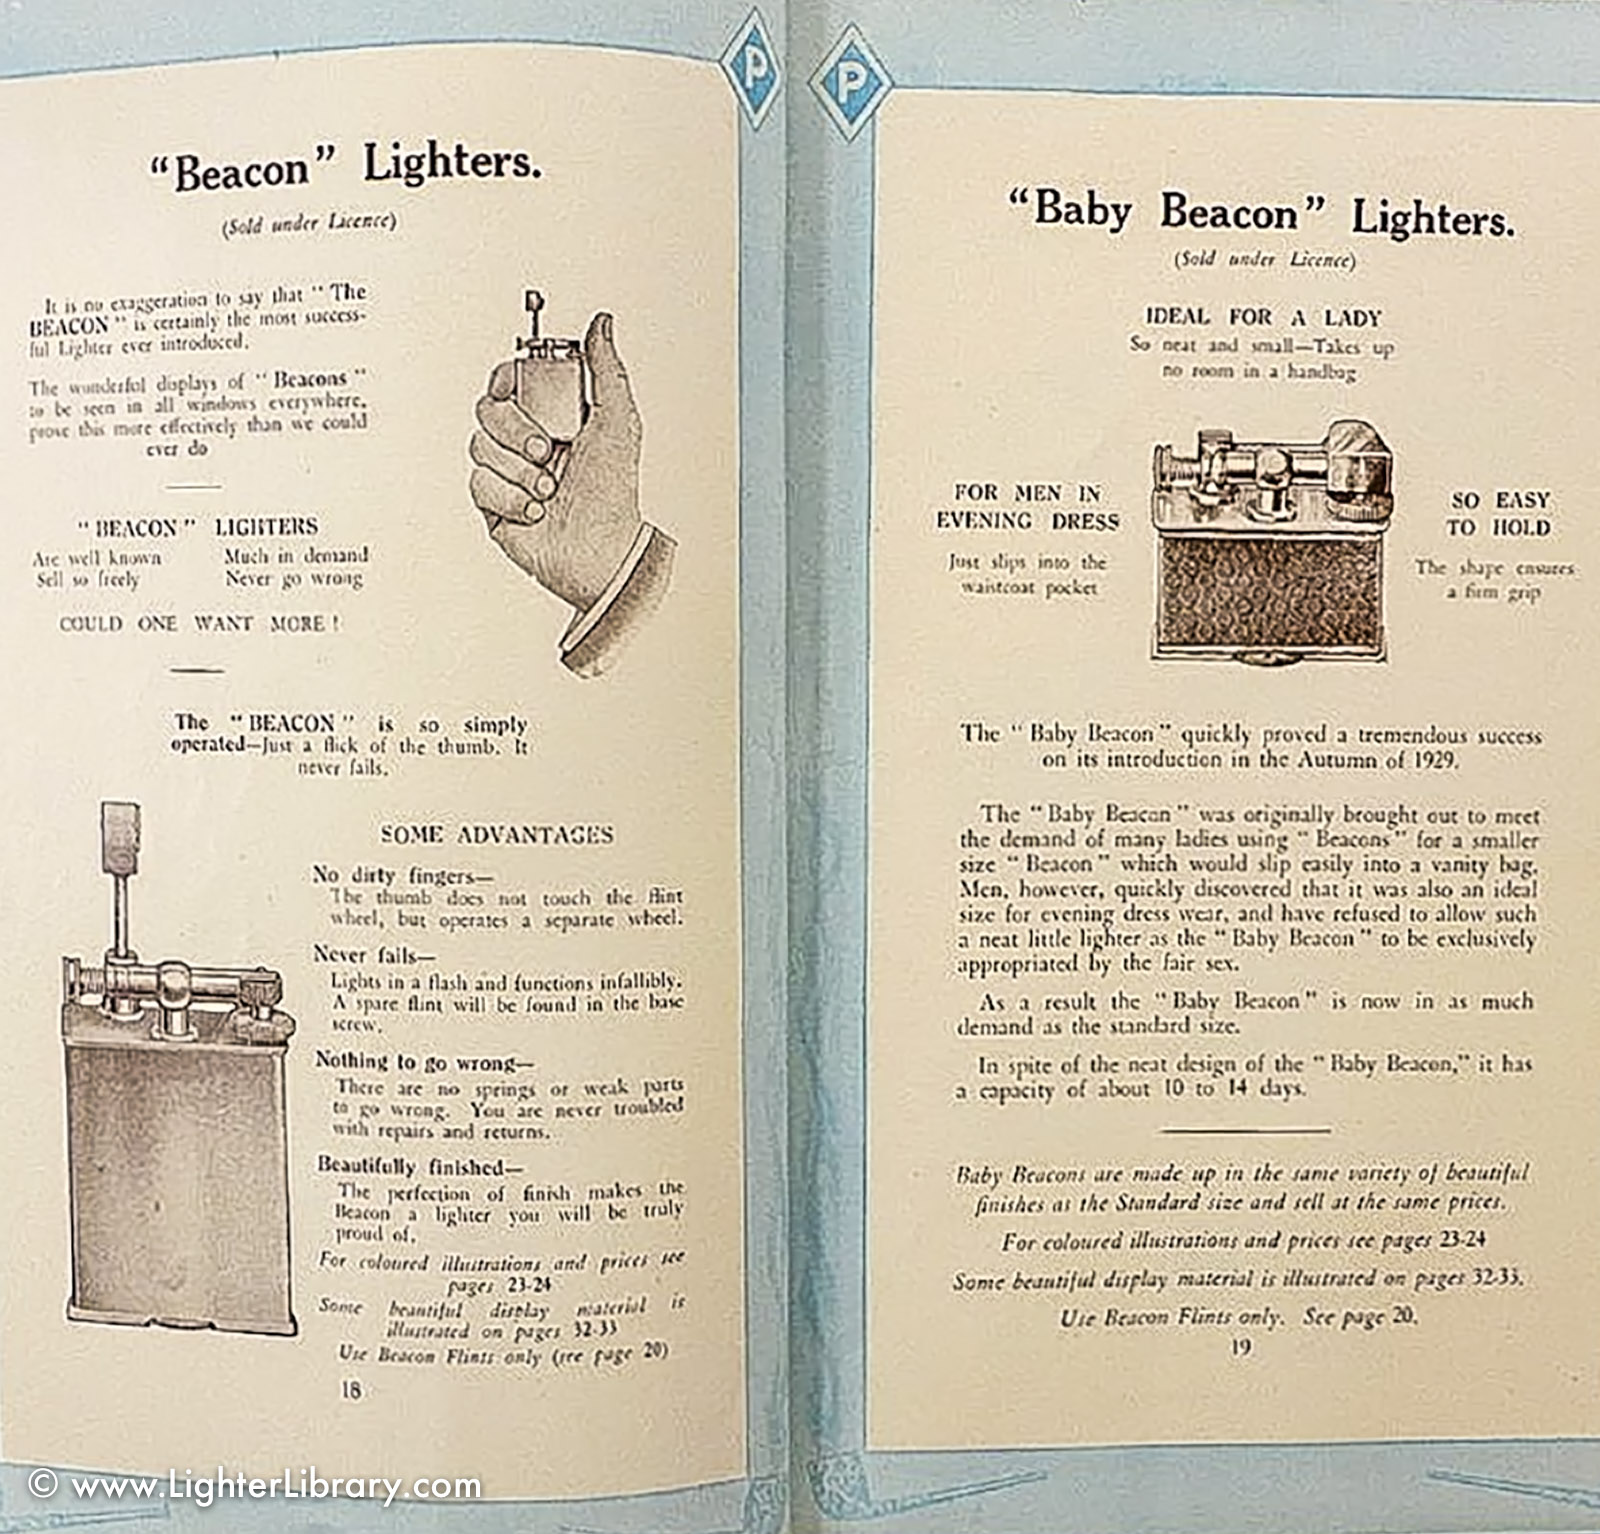 P
"Beacon" Lighters.
(Sold under Licence)
It is no exaggeration to say that "The
BEACON" is certainly the most success-
ful Lighter ever introduced.
The wonderful displays of "Beacons"
to be seen in all windows everywhere,
prove this more effectively than we could
ever do
"BEACON" LIGHTERS
Are well known Much in demand
Sell so freely Never go wrong
COULD ONE WANT MORE!
The "BEACON" is so simply
operated—Just a flick of the thumb. It
never fails.
SOME ADVANTAGES
No dirty fingers—
The thumb does not touch the flint
wheel, but operates a separate wheel.
Never fails—
Lights in a flash and functions infallibly.
A spare flint will be found in the base
screw.
Nothing to go wrong—
There are no springs or weak parts
to go wrong. You are never troubled
with repairs and returns.
Beautifully finished—
The perfection of finish makes the
Beacon a lighter you will be truly
proud of.
For coloured illustrations and prices see
pages 23-24
Some beautiful display material is
illustrated on pages 32-33
Use Beacon Flints only (see page 20)
18
P
"Baby Beacon" Lighters.
(Sold under Licence)
IDEAL FOR A LADY
So neat and small—Takes up
no room in a handbag
FOR MEN IN
EVENING DRESS
Just slips into the
waistcoat pocket
SO EASY
TO HOLD
The shape ensures
a firm grip
The "Baby Beacon" quickly proved a tremendous success
on its introduction in the Autumn of 1929.
The "Baby Beacon" was originally brought out to meet
the demand of many ladies using "Beacons" for a smaller
size "Beacon" which would slip easily into a vanity bag.
Men, however, quickly discovered that it was also an ideal
size for evening dress wear, and have refused to allow such
a neat little lighter as the "Baby Beacon" to be exclusively
appropriated by the fair sex.
As a result the "Baby Beacon" is now in as much
demand as the standard size.
In spite of the neat design of the "Baby Beacon," it has
a capacity of about 10 to 14 days.
Baby Beacons are made up in the same variety of beautiful
finishes as the Standard size and sell at the same prices.
For coloured illustrations and prices see pages 23-24
Some beautiful display material is illustrated on pages 32-33.
Use Beacon Flints only. See page 20.
19
© www.LighterLibrary.com